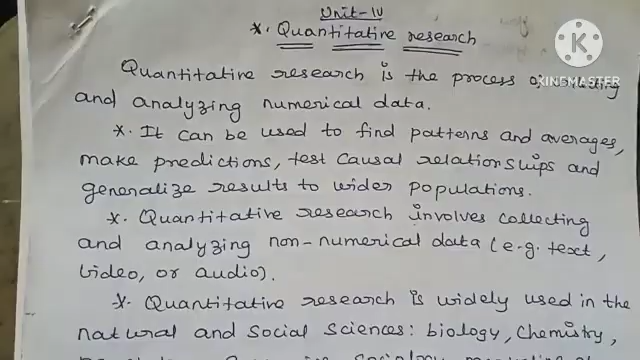 Unit-IV
*. Quantitative research
Quantitative research is the process of
and analyzing numerical data.
*. It can be used to find patterns and averages,
make predictions, test causal relationships and
generalize results to wider populations.
*. Quantitative research involves collecting
and analyzing non-numerical data (e.g. text,
video, or audio).
*. Quantitative research is widely used in the
natural and social sciences: biology, chemistry,
K
KINEMASTER